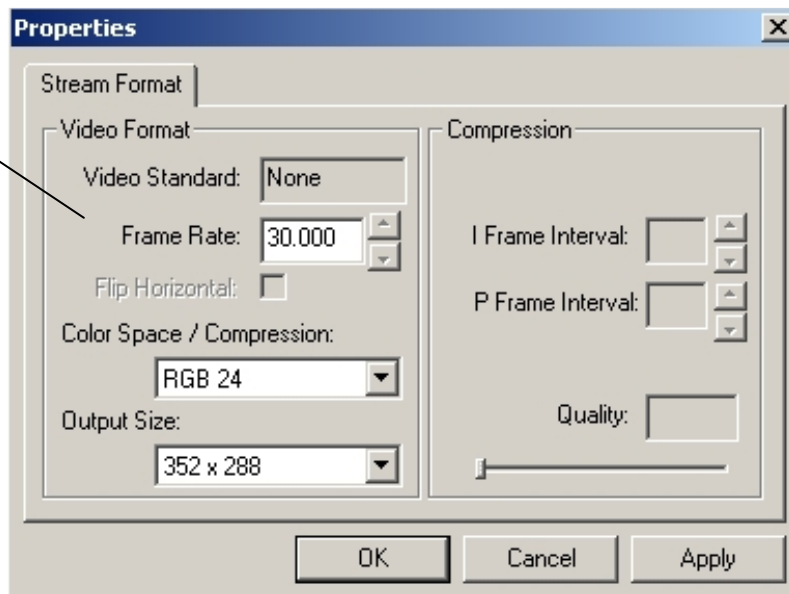 Properties
Stream Format
Video Format
Video Standard: None
Frame Rate: 30.000
Flip Horizontal:
Color Space / Compression:
RGB 24
Output Size:
352 x 288
Compression
I Frame Interval:
P Frame Interval:
Quality:
OK Cancel Apply